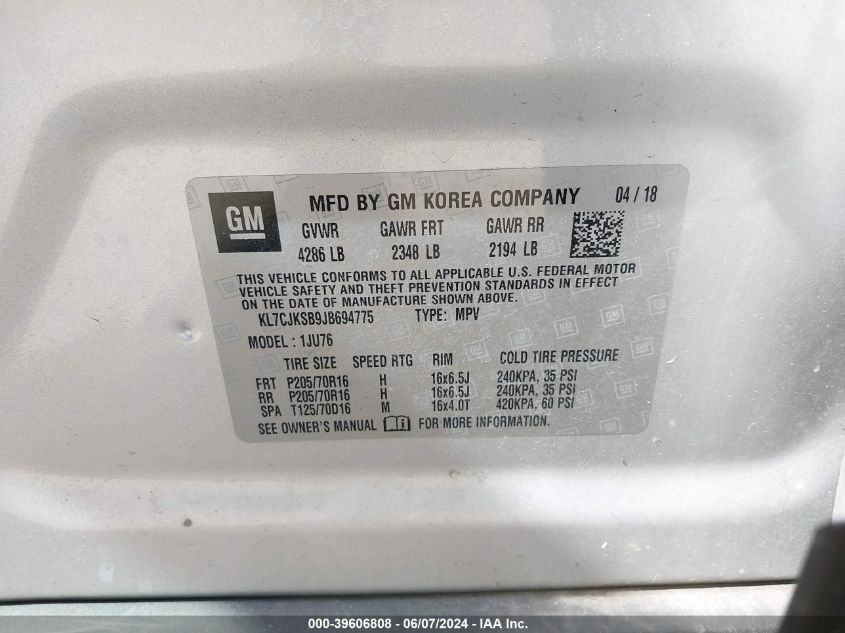 GM MFD BY GM KOREA COMPANY 04 / 18
GVWR GAWR FRT GAWR RR
4286 LB 2348 LB 2194 LB
THIS VEHICLE CONFORMS TO ALL APPLICABLE U.S. FEDERAL MOTOR
VEHICLE SAFETY AND THEFT PREVENTION STANDARDS IN EFFECT
ON THE DATE OF MANUFACTURE SHOWN ABOVE.
KL7CJKSB9JB694775 TYPE: MPV
MODEL : 1JU76
TIRE SIZE SPEED RTG RIM COLD TIRE PRESSURE
FRT P205/70R16 H 16x6.5J 240KPA, 35 PSI
RR P205/70R16 H 16x6.5J 240KPA, 35 PSI
SPA T125/70D16 M 16x4.0T 420KPA, 60 PSI
SEE OWNER'S MANUAL FOR MORE INFORMATION.
000-39606808 - 06/07/2024 - IAA Inc.